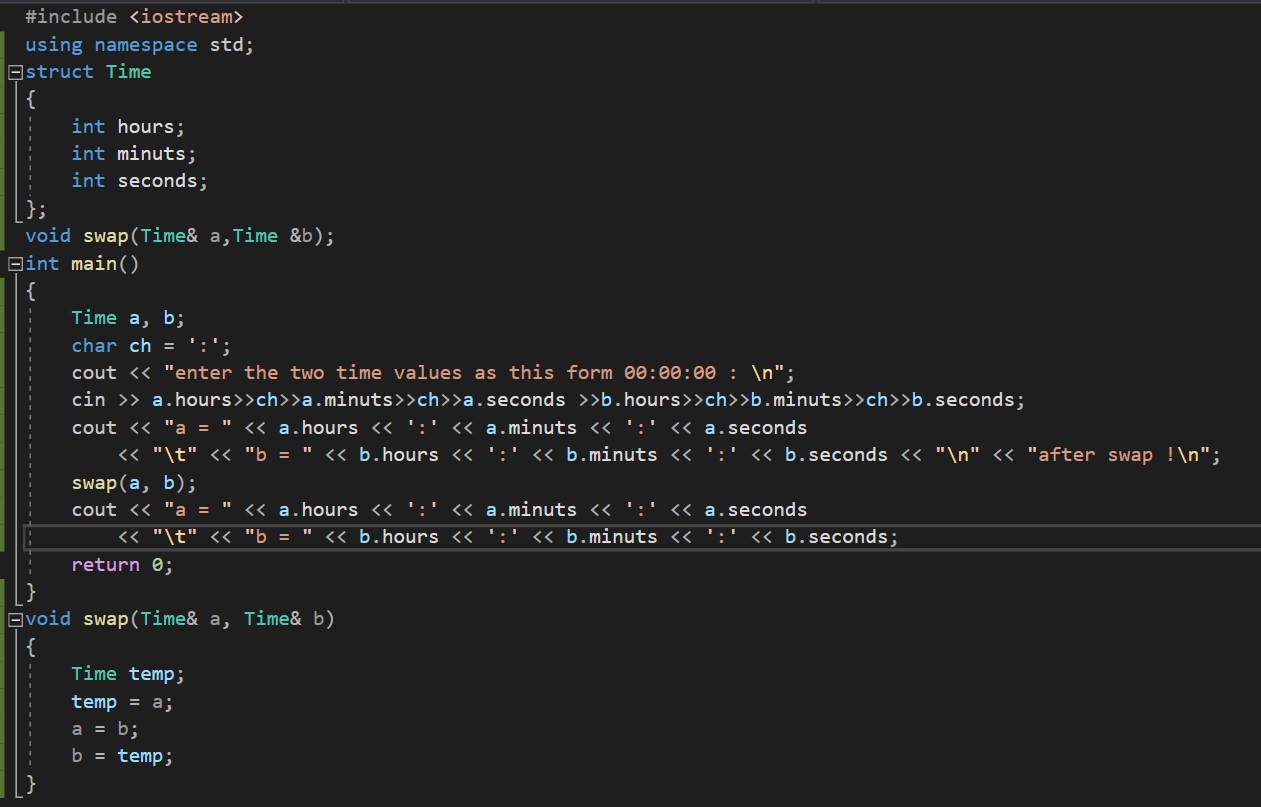 #include <iostream>
using namespace std;
struct Time
{
    int hours;
    int minuts;
    int seconds;
};
void swap(Time& a,Time &b);
int main()
{
    Time a, b;
    char ch = ':';
    cout << "enter the two time values as this form 00:00:00 : \n";
    cin >> a.hours>>ch>>a.minuts>>ch>>a.seconds >>b.hours>>ch>>b.minuts>>ch>>b.seconds;
    cout << "a = " << a.hours << ':' << a.minuts << ':' << a.seconds
        << "\t" << "b = " << b.hours << ':' << b.minuts << ':' << b.seconds << "\n" << "after swap !\n";
    swap(a, b);
    cout << "a = " << a.hours << ':' << a.minuts << ':' << a.seconds
        << "\t" << "b = " << b.hours << ':' << b.minuts << ':' << b.seconds;
    return 0;
}
void swap(Time& a, Time& b)
{
    Time temp;
    temp = a;
    a = b;
    b = temp;
}